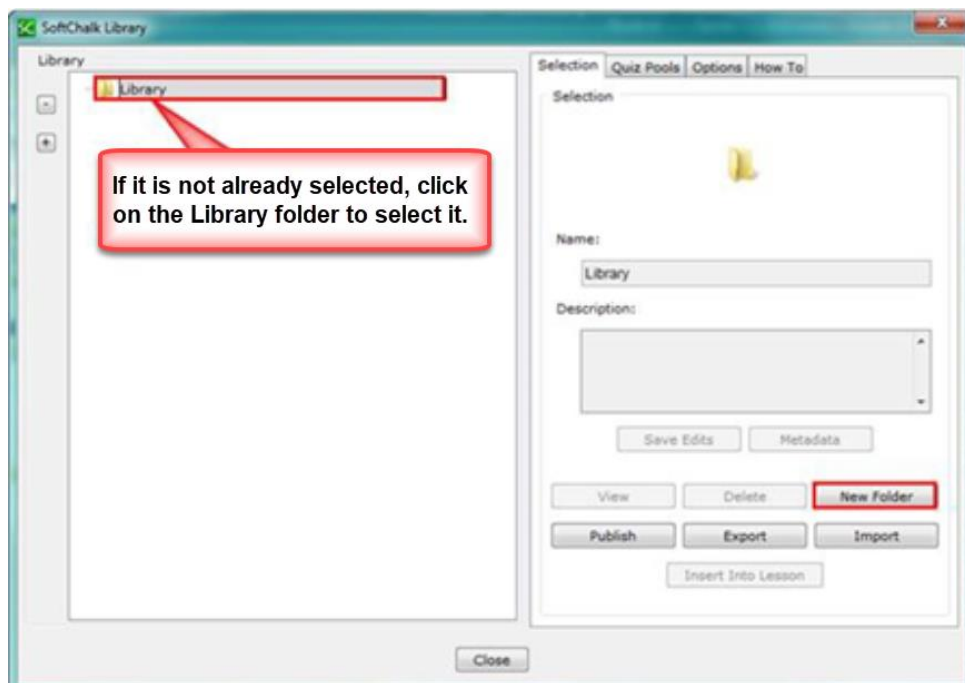 SoftChalk Library
Library
Library
-
+
If it is not already selected, click
on the Library folder to select it.
Selection Quiz Pools Options How To
Selection
Name:
Library
Description:
Save Edits Metadata
View Delete New Folder
Publish Export Import
Insert Into Lesson
Close